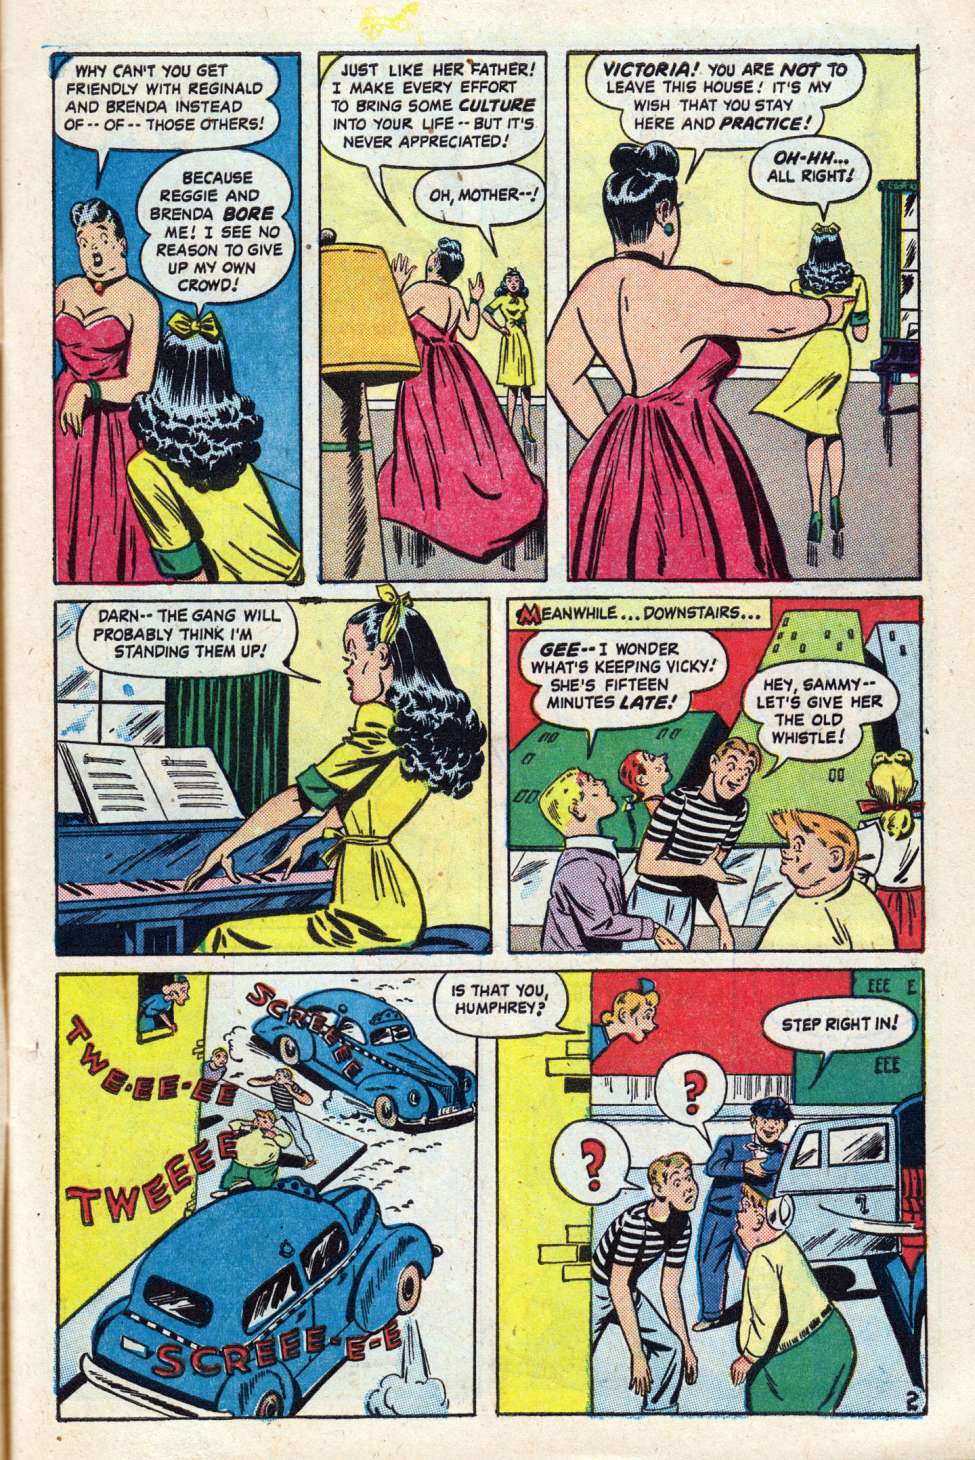 WHY CAN'T YOU GET
FRIENDLY WITH REGINALD
AND BRENDA INSTEAD
OF--OF--THOSE OTHERS!
BECAUSE
REGGIE AND
BRENDA BORE
ME! I SEE NO
REASON TO GIVE
UP MY OWN
CROWD!
JUST LIKE HER FATHER!
I MAKE EVERY EFFORT
TO BRING SOME CULTURE
INTO YOUR LIFE--BUT IT'S
NEVER APPRECIATED!
OH, MOTHER--!
VICTORIA! YOU ARE NOT TO
LEAVE THIS HOUSE! IT'S MY
WISH THAT YOU STAY
HERE AND PRACTICE!
OH-HH...
ALL RIGHT!
DARN--THE GANG WILL
PROBABLY THINK I'M
STANDING THEM UP!
MEANWHILE...DOWNSTAIRS...
GEE--I WONDER
WHAT'S KEEPING VICKY!
SHE'S FIFTEEN
MINUTES LATE!
HEY, SAMMY--
LET'S GIVE HER
THE OLD
WHISTLE!
TWE-EE-EE
TWEEEE
SCREEEE
SCREEE-E-E
IS THAT YOU,
HUMPHREY?
STEP RIGHT IN!
?
?
2